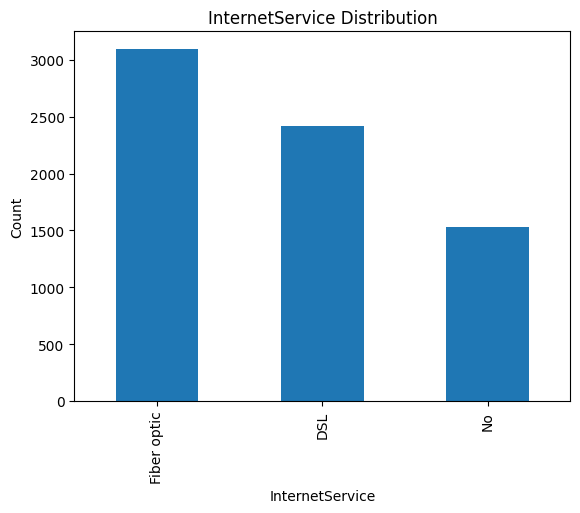 InternetService Distribution
3000
2500
2000
1500
1000
500
0
Count
Fiber optic
DSL
No
InternetService